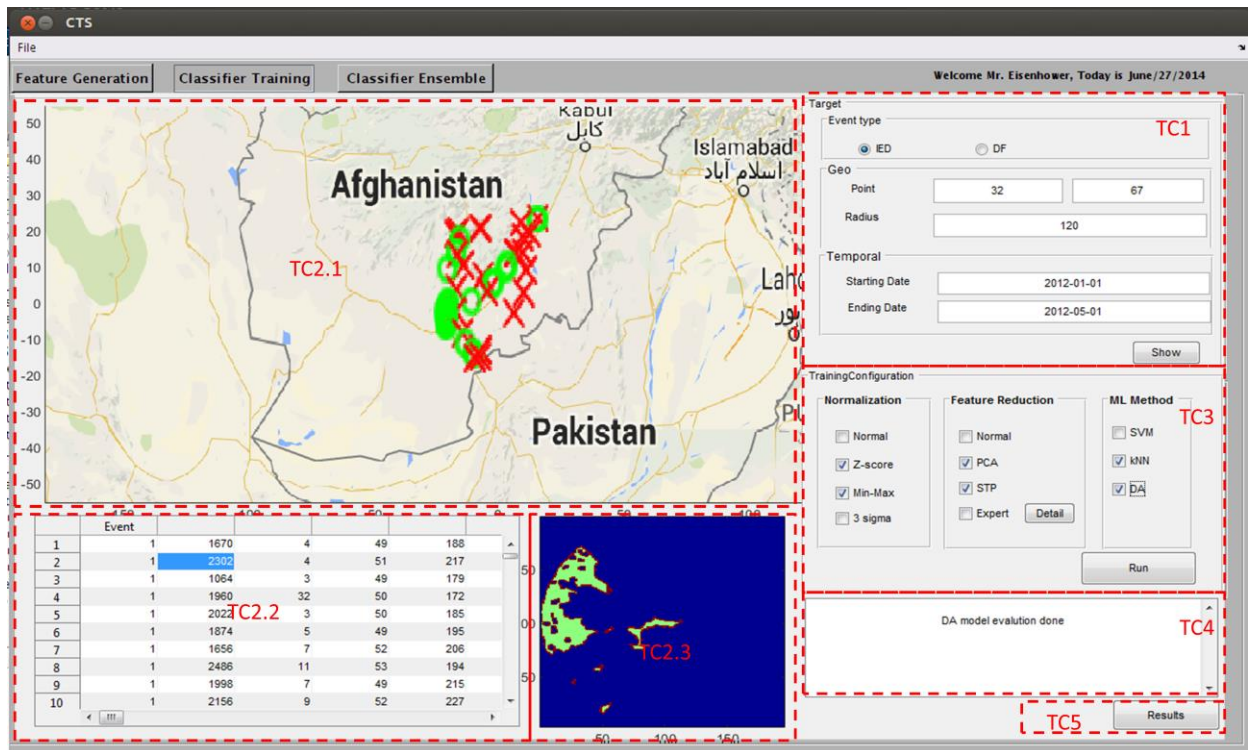 CTS
File
Feature Generation Classifier Training Classifier Ensemble
Welcome Mr. Eisenhower, Today is June/27/2014
50
40
30
20
10
0
-10
-20
-30
-40
-50
Kabul
کابل
Islamabad
اسلام آباد
Afghanistan
TC2.1
Pakistan
Target
TC1
Event type
IED DF
Geo
Point 32 67
Radius 120
Temporal
Starting Date 2012-01-01
Ending Date 2012-05-01
Show
TrainingConfiguration
TC3
Normalization
Normal
Z-score
Min-Max
3 sigma
Feature Reduction
Normal
PCA
STP
Expert Detail
ML Method
SVM
kNN
DA
Run
Event
1 1 1670 4 49 188
2 1 2302 4 51 217
3 1 1064 3 49 179
4 1 1960 32 50 172
5 1 2022 3 50 185
6 1 1874 5 49 195
7 1 1656 7 52 206
8 1 2486 11 53 194
9 1 1998 7 49 215
10 1 2156 9 52 227
TC2.2
TC2.3
50 100 150
DA model evalution done
TC4
TC5
Results